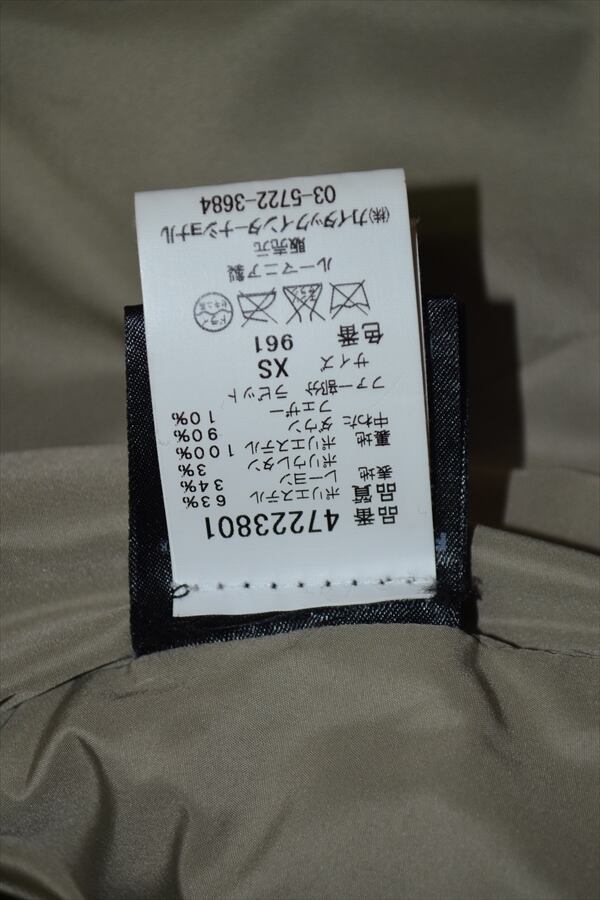 品番 47223801
品質
表地 ポリエステル 63%
レーヨン 34%
ポリウレタン 3%
裏地 ポリエステル 100%
中わた ダウン 90%
フェザー 10%
ファー部分 ラビット
サイズ XS
色番 961
ドライ
ルーマニア製
販売元
㈱カイタックインターナショナル
03-5722-3684